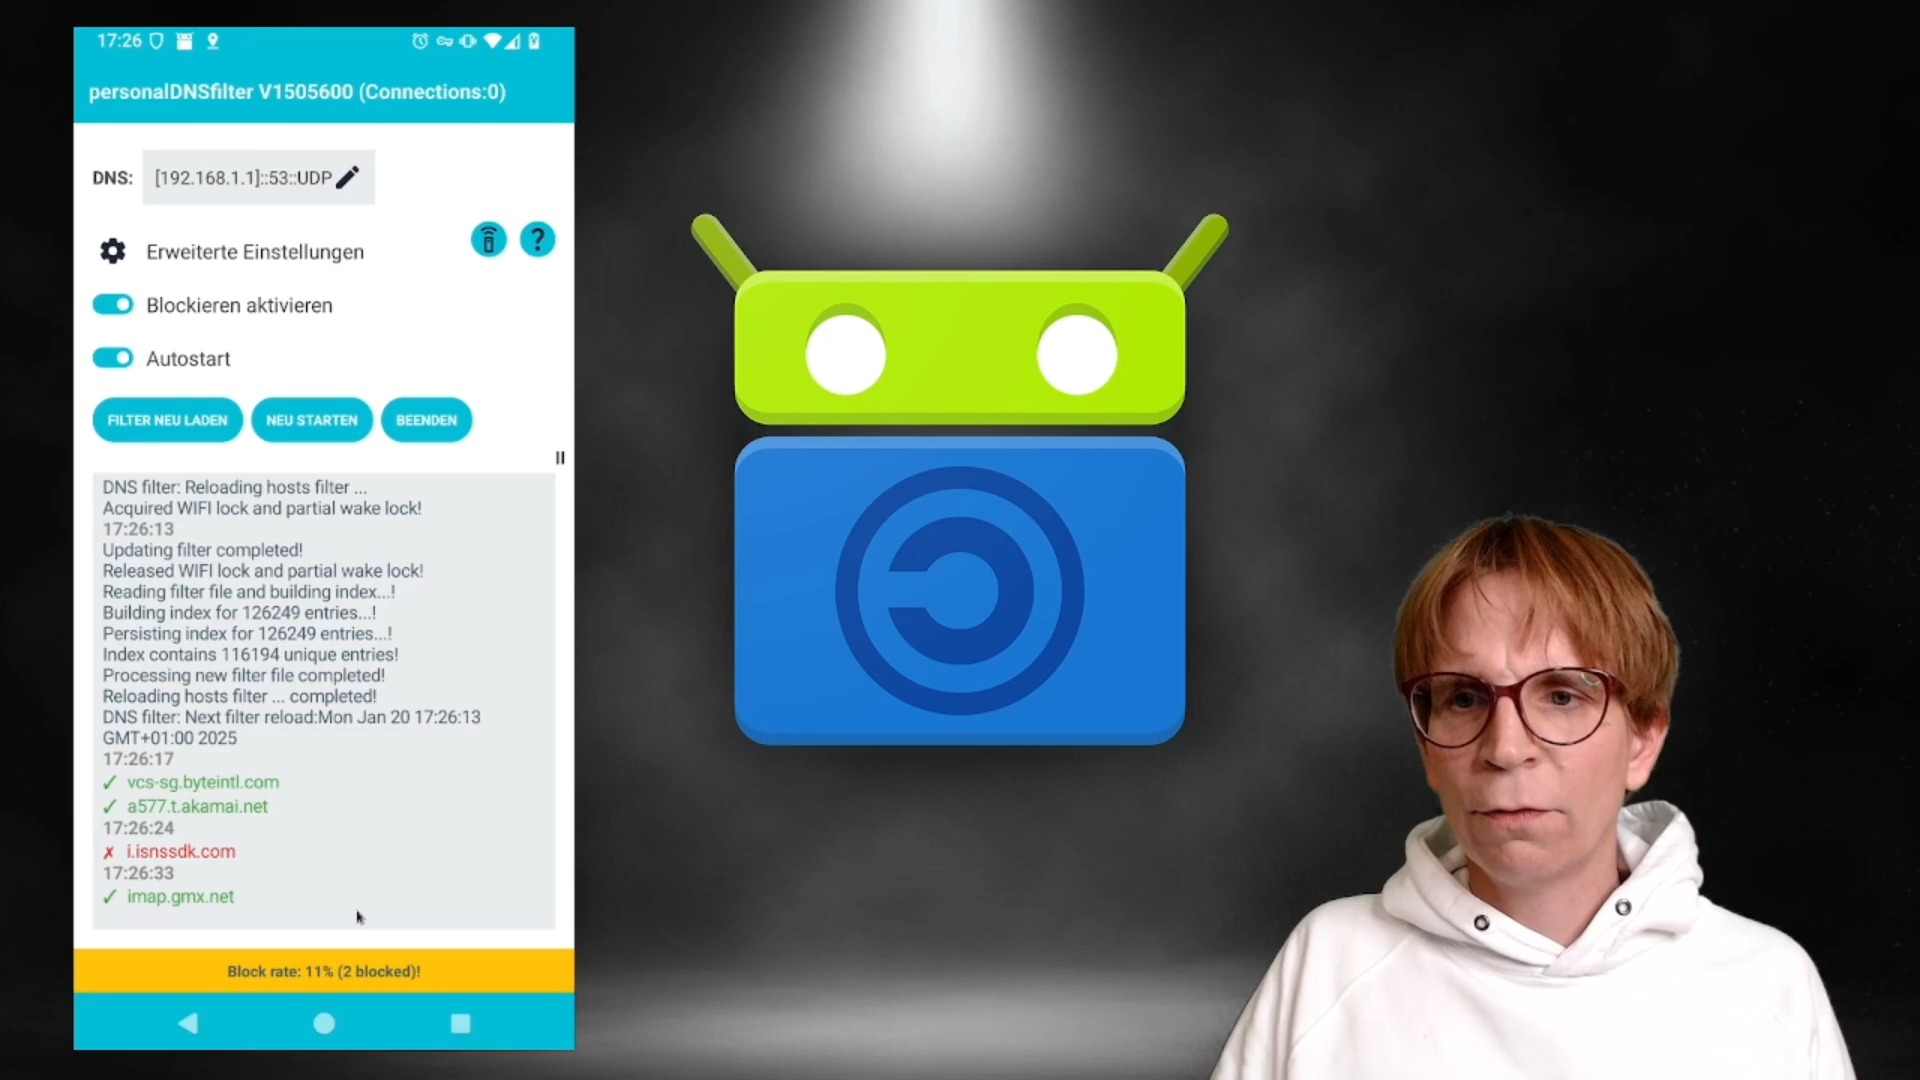 17:26
personalDNSfilter V1505600 (Connections:0)
DNS: [192.168.1.1]::53::UDP
Erweiterte Einstellungen
?
Blockieren aktivieren
Autostart
FILTER NEU LADEN NEU STARTEN BEENDEN
DNS filter: Reloading hosts filter ...
Acquired WIFI lock and partial wake lock!
17:26:13
Updating filter completed!
Released WIFI lock and partial wake lock!
Reading filter file and building index...!
Building index for 126249 entries...!
Persisting index for 126249 entries...!
Index contains 116194 unique entries!
Processing new filter file completed!
Reloading hosts filter ... completed!
DNS filter: Next filter reload:Mon Jan 20 17:26:13
GMT+01:00 2025
17:26:17
✓ vcs-sg.byteintl.com
✓ a577.t.akamai.net
17:26:24
✗ i.isnssdk.com
17:26:33
✓ imap.gmx.net
Block rate: 11% (2 blocked)!